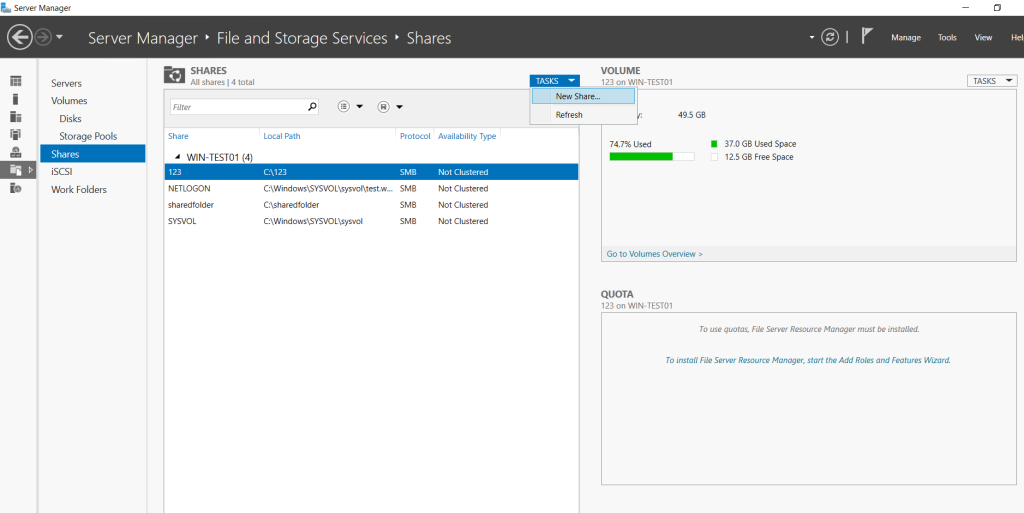 Server Manager
Server Manager ‣ File and Storage Services ‣ Shares
Manage Tools View Hel
Servers
Volumes
Disks
Storage Pools
Shares
iSCSI
Work Folders
SHARES
All shares | 4 total
TASKS
New Share...
Refresh
Filter
Share Local Path Protocol Availability Type
WIN-TEST01 (4)
123 C:\123 SMB Not Clustered
NETLOGON C:\Windows\SYSVOL\sysvol\test.w... SMB Not Clustered
sharedfolder C:\sharedfolder SMB Not Clustered
SYSVOL C:\Windows\SYSVOL\sysvol SMB Not Clustered
VOLUME
123 on WIN-TEST01
TASKS
y: 49.5 GB
74.7% Used
37.0 GB Used Space
12.5 GB Free Space
Go to Volumes Overview >
QUOTA
123 on WIN-TEST01
To use quotas, File Server Resource Manager must be installed.
To install File Server Resource Manager, start the Add Roles and Features Wizard.